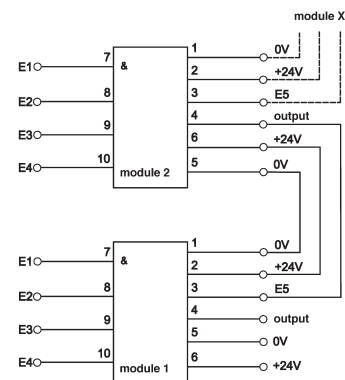 module X
1 0V
7 &
E1
2 +24V
8
E2
3 E5
4 output
9
E3
6 +24V
10
E4
5 0V
module 2
1 0V
7 &
E1
2 +24V
8
E2
3 E5
9
E3
4 output
5 0V
10
E4
6 +24V
module 1